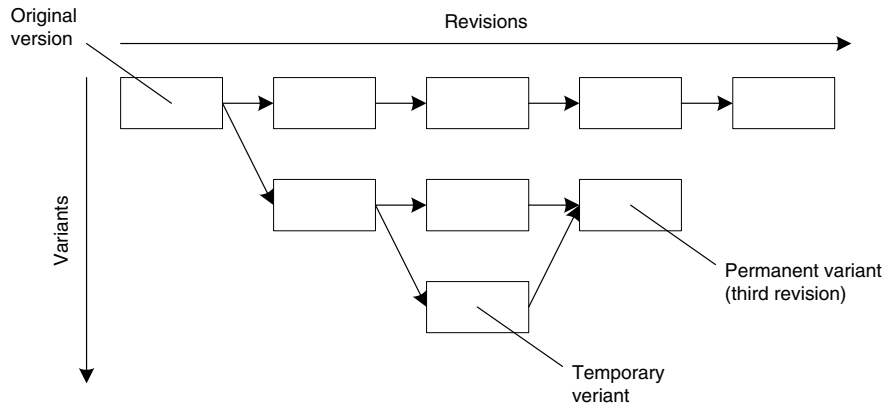 Original
version
Revisions
Variants
Permanent variant
(third revision)
Temporary
veriant